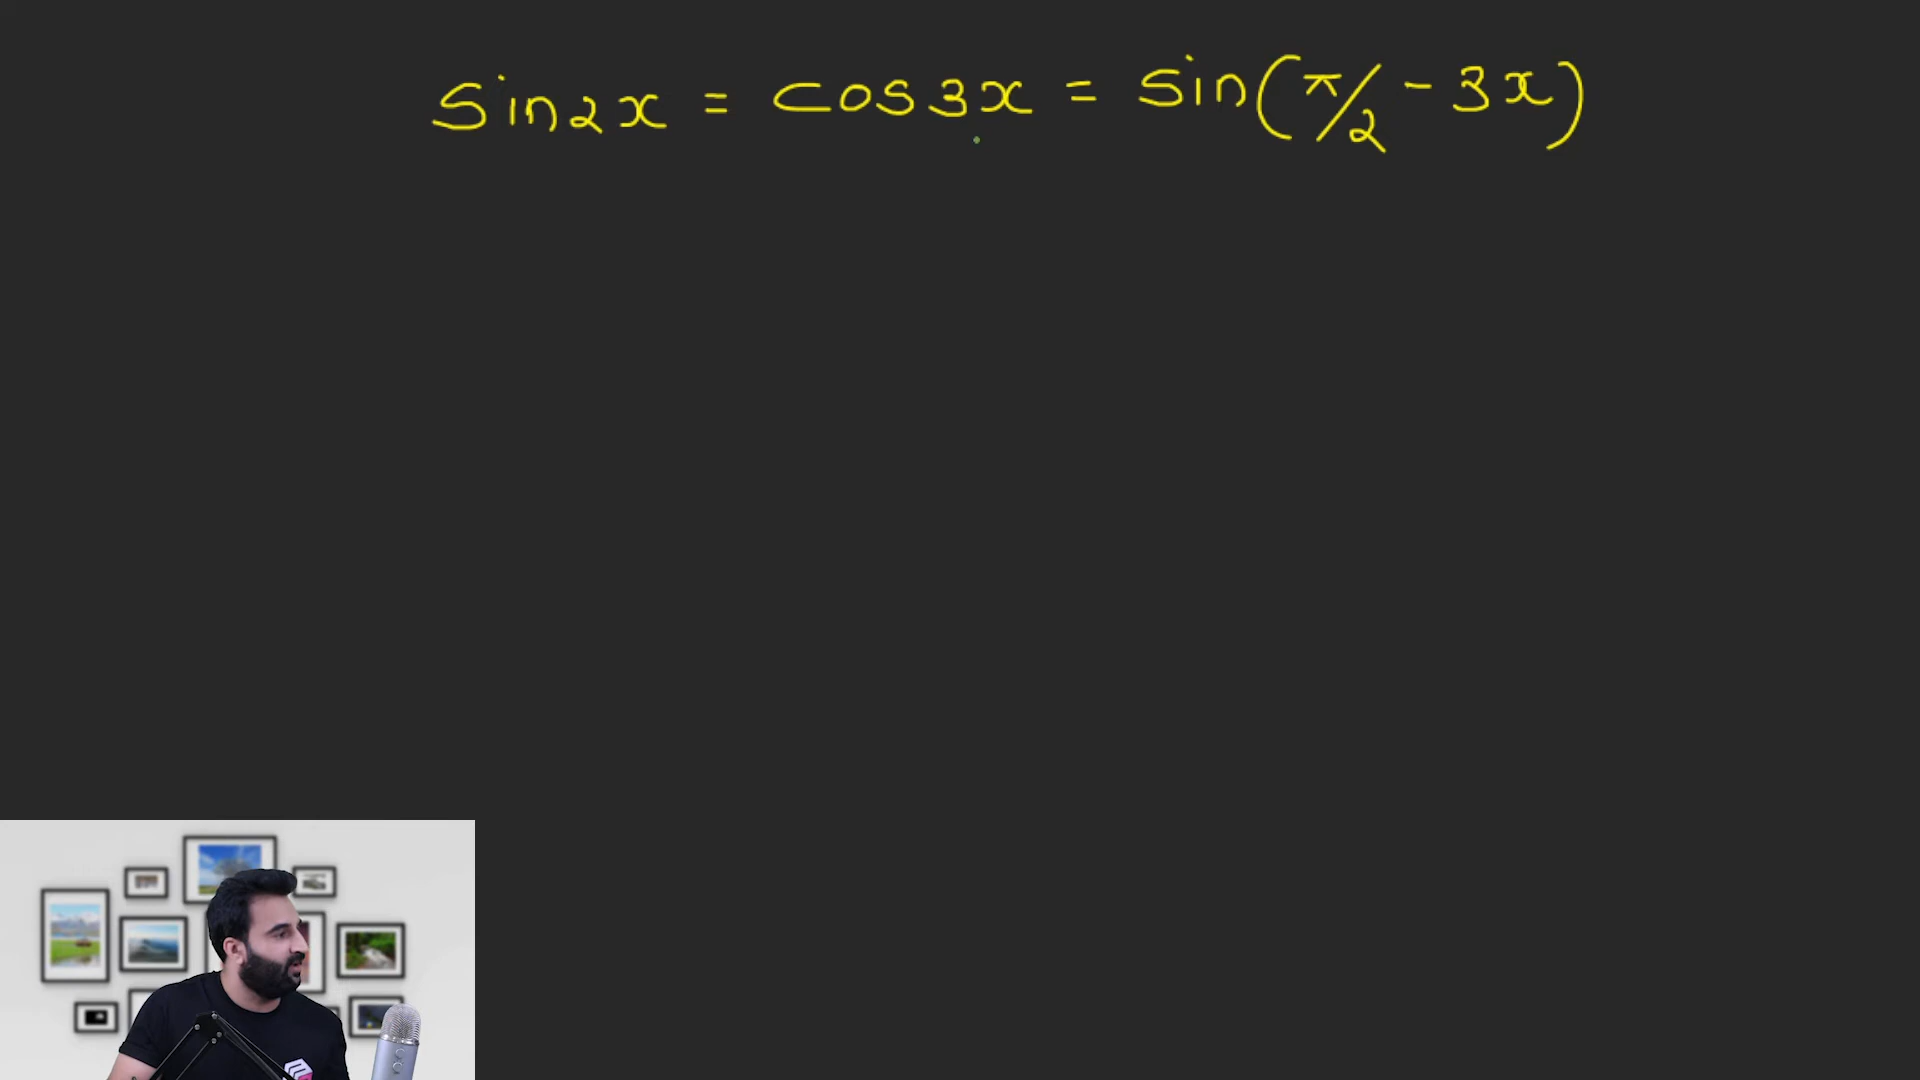 Sin2x = cos3x = sin(π/2 - 3x)